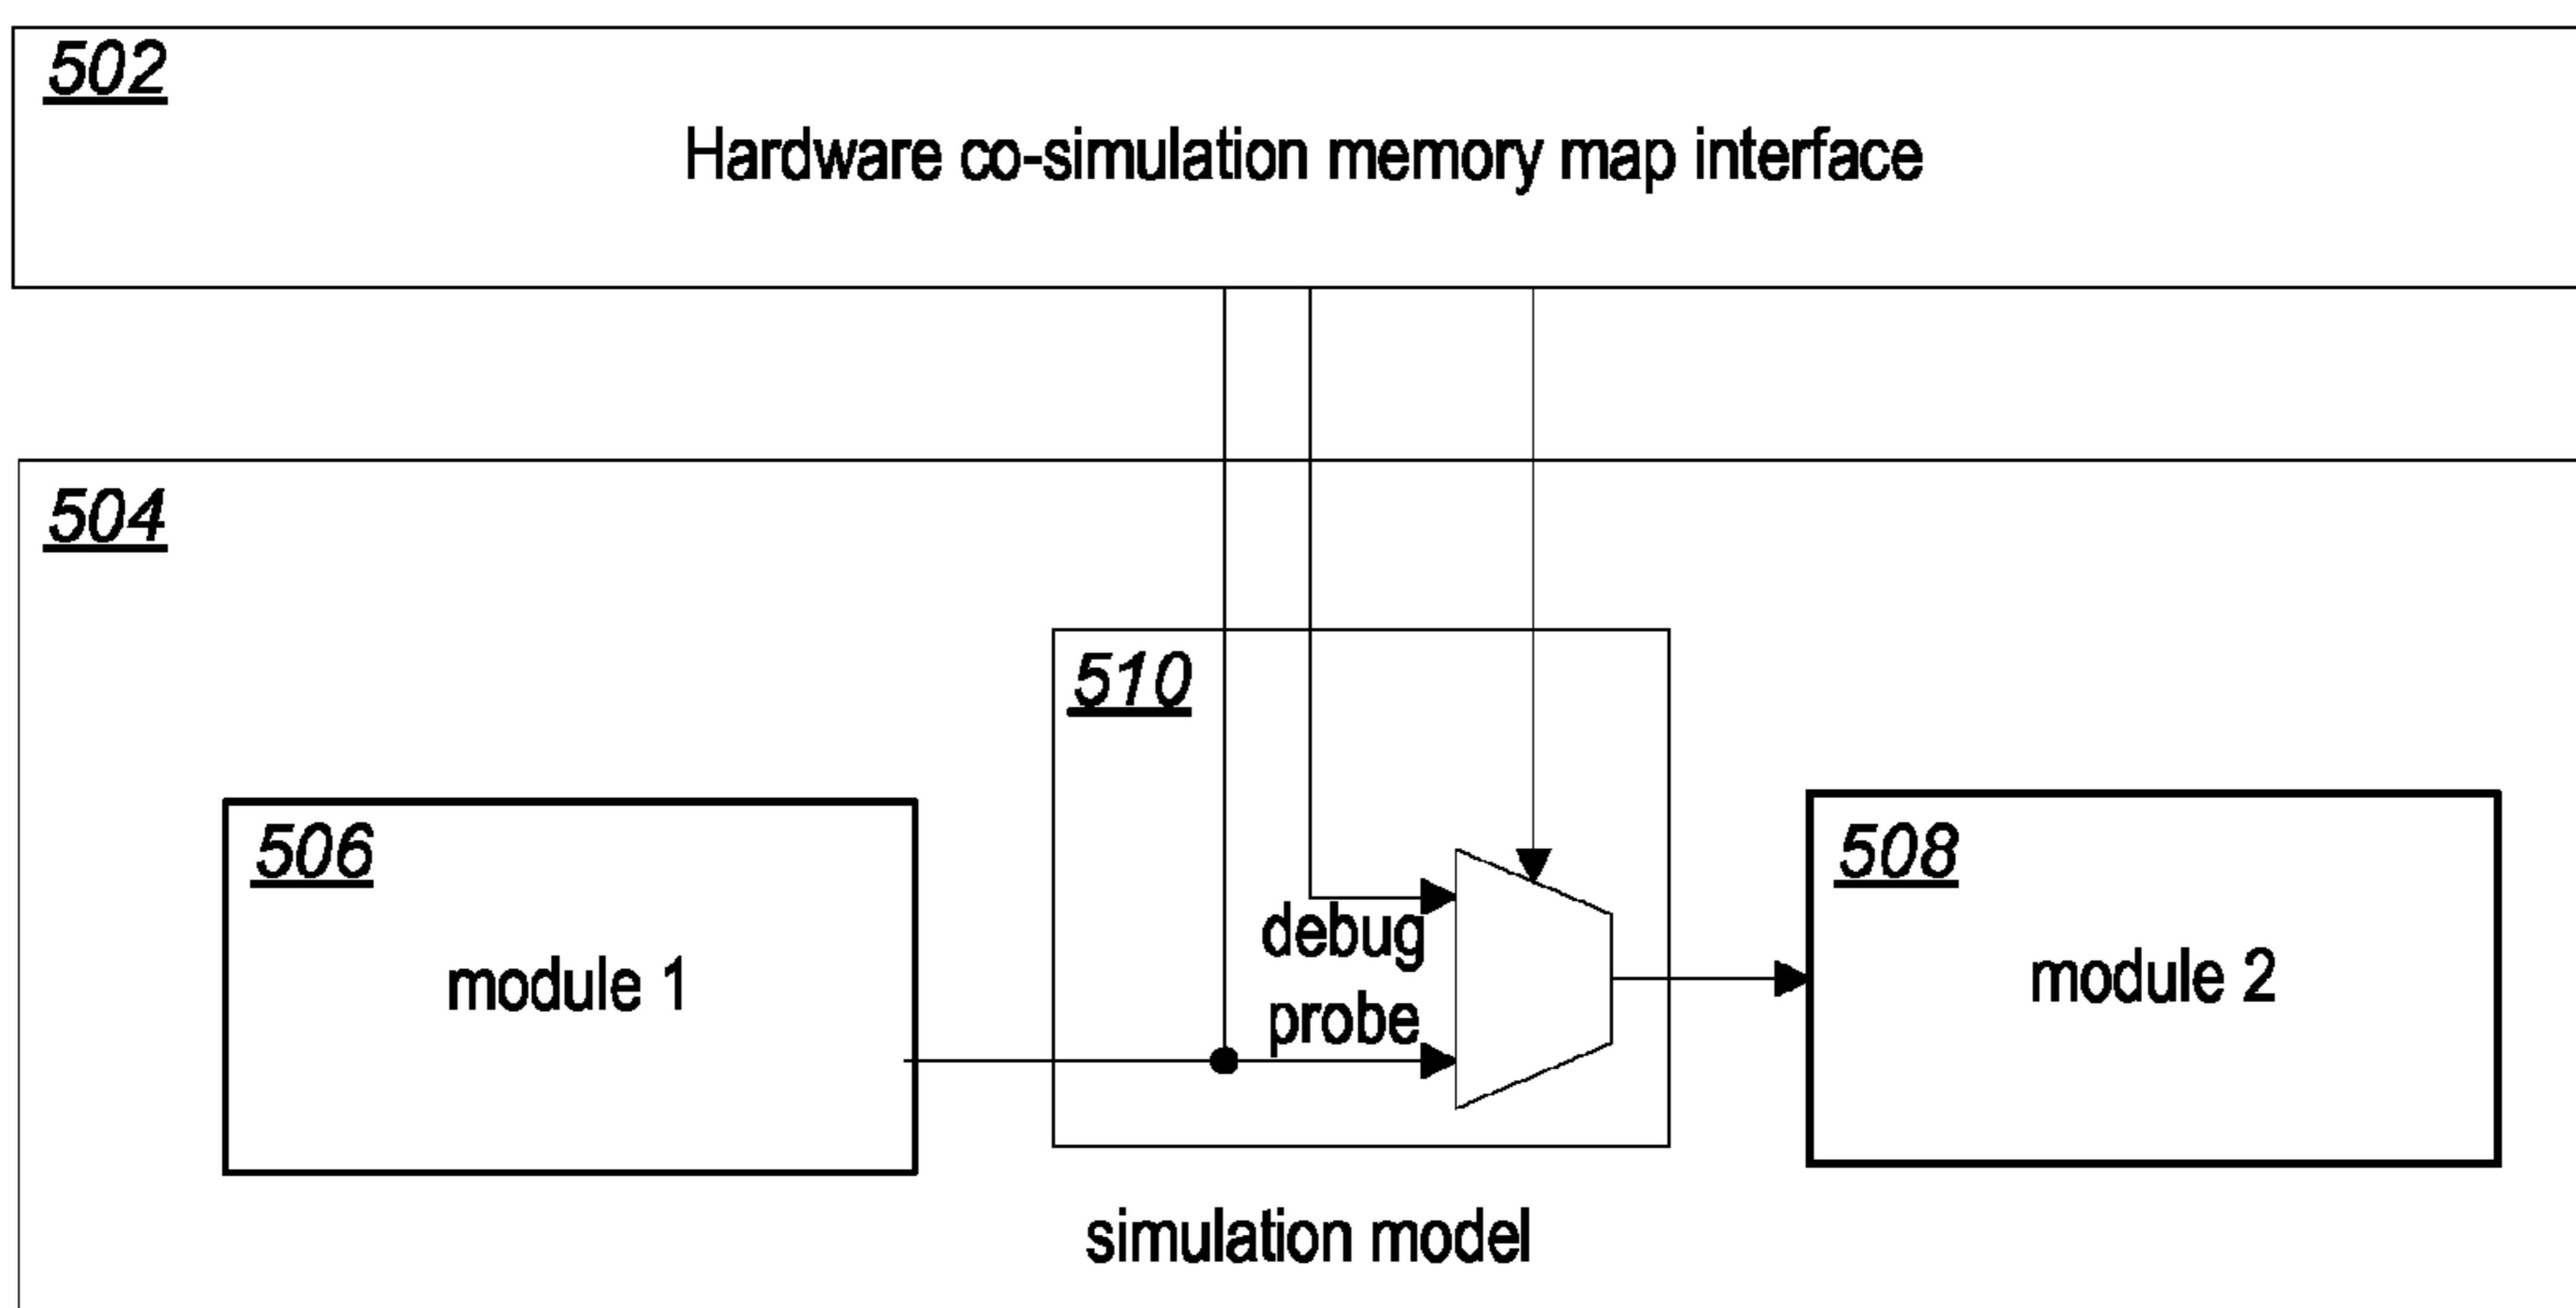 502
Hardware co-simulation memory map interface
504
510
506
module 1
debug
probe
508
module 2
simulation model